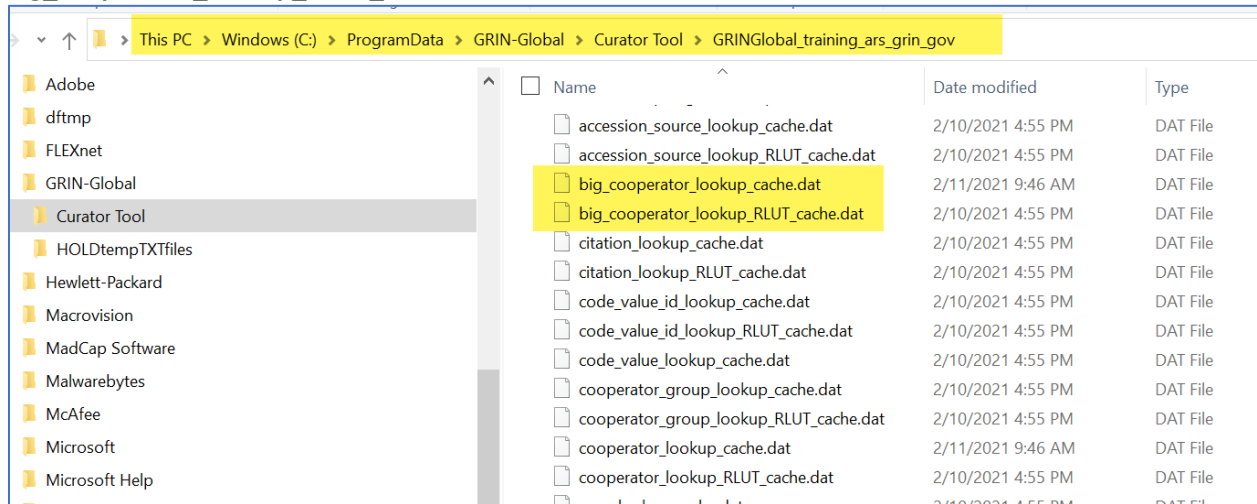 This PC > Windows (C:) > ProgramData > GRIN-Global > Curator Tool > GRINGlobal_training_ars_grin_gov
Adobe
dftmp
FLEXnet
GRIN-Global
Curator Tool
HOLDtempTXTfiles
Hewlett-Packard
Macrovision
MadCap Software
Malwarebytes
McAfee
Microsoft
Microsoft Help
Name Date modified Type
accession_source_lookup_cache.dat 2/10/2021 4:55 PM DAT File
accession_source_lookup_RLUT_cache.dat 2/10/2021 4:55 PM DAT File
big_cooperator_lookup_cache.dat 2/11/2021 9:46 AM DAT File
big_cooperator_lookup_RLUT_cache.dat 2/10/2021 4:55 PM DAT File
citation_lookup_cache.dat 2/10/2021 4:55 PM DAT File
citation_lookup_RLUT_cache.dat 2/10/2021 4:55 PM DAT File
code_value_id_lookup_cache.dat 2/10/2021 4:55 PM DAT File
code_value_id_lookup_RLUT_cache.dat 2/10/2021 4:55 PM DAT File
code_value_lookup_cache.dat 2/10/2021 4:55 PM DAT File
cooperator_group_lookup_cache.dat 2/10/2021 4:55 PM DAT File
cooperator_group_lookup_RLUT_cache.dat 2/10/2021 4:55 PM DAT File
cooperator_lookup_cache.dat 2/11/2021 9:46 AM DAT File
cooperator_lookup_RLUT_cache.dat 2/10/2021 4:55 PM DAT File